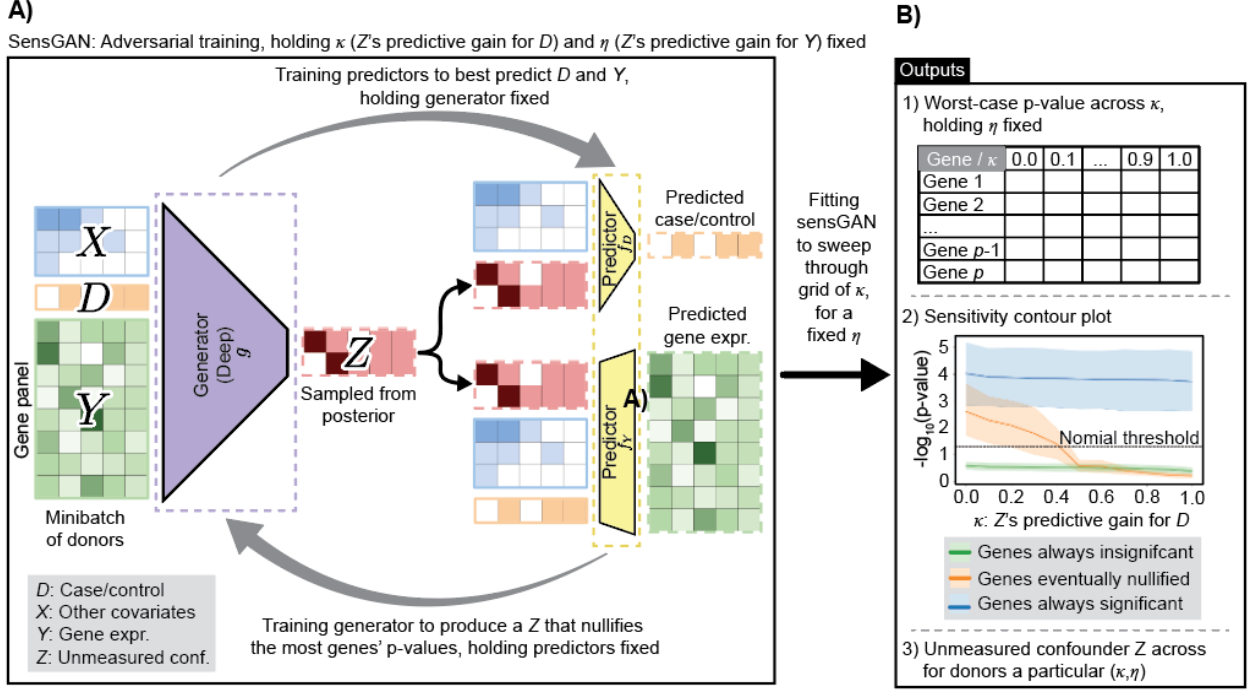 A)
SensGAN: Adversarial training, holding κ (Z's predictive gain for D) and η (Z's predictive gain for Y) fixed
Training predictors to best predict D and Y,
holding generator fixed
X
D
Y
Gene panel
Minibatch
of donors
Generator
(Deep)
g
Z
Sampled from
posterior
Predictor
f_D
Predicted
case/control
Predictor
f_Y
Predicted
gene expr.
A)
D: Case/control
X: Other covariates
Y: Gene expr.
Z: Unmeasured conf.
Training generator to produce a Z that nullifies
the most genes' p-values, holding predictors fixed
Fitting
sensGAN
to sweep
through
grid of κ,
for a
fixed η
B)
Outputs
1) Worst-case p-value across κ,
holding η fixed
Gene / κ 0.0 0.1 ... 0.9 1.0
Gene 1
Gene 2
...
Gene p-1
Gene p
2) Sensitivity contour plot
-log10(p-value)
5
4
3
2
1
0
Nomial threshold
0.0 0.2 0.4 0.6 0.8 1.0
κ: Z's predictive gain for D
Genes always insignifcant
Genes eventually nullified
Genes always significant
3) Unmeasured confounder Z across
for donors a particular (κ,η)